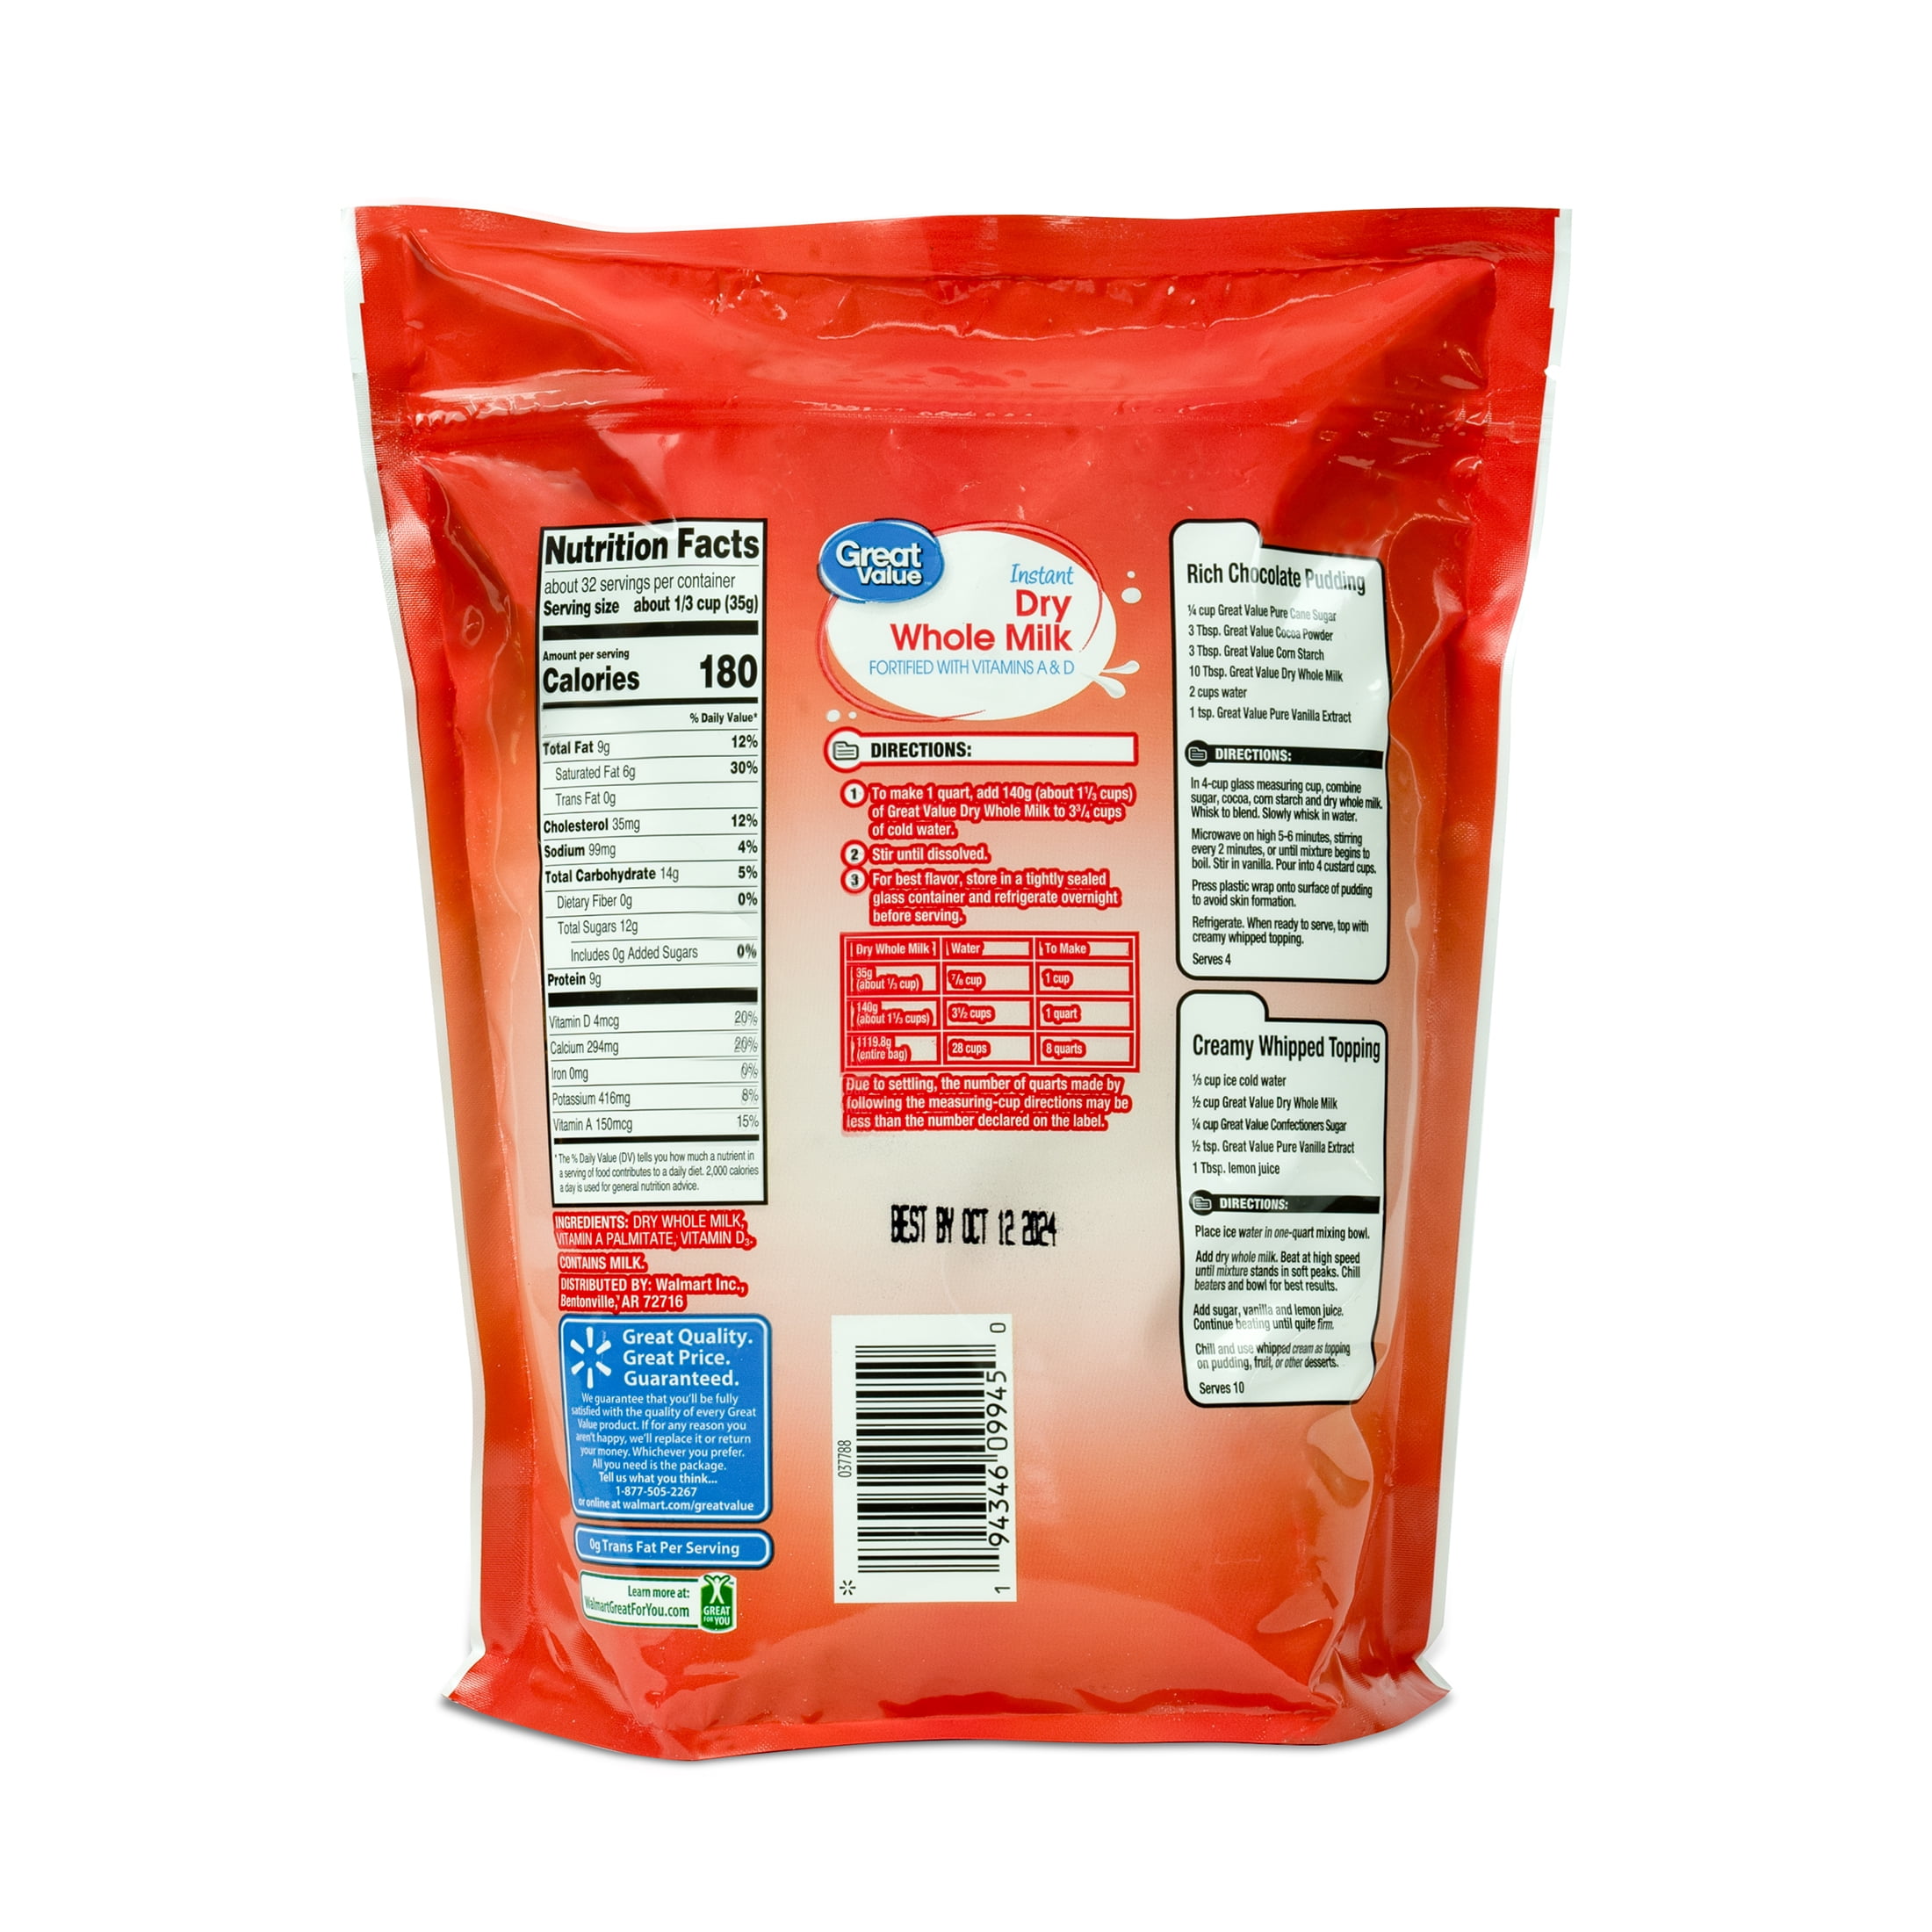 Nutrition Facts
about 32 servings per container
Serving size about 1/3 cup (35g)
Amount per serving
Calories 180
% Daily Value*
Total Fat 9g 12%
Saturated Fat 6g 30%
Trans Fat 0g
Cholesterol 35mg 12%
Sodium 99mg 4%
Total Carbohydrate 14g 5%
Dietary Fiber 0g 0%
Total Sugars 12g
Includes 0g Added Sugars 0%
Protein 9g
Vitamin D 4mcg 20%
Calcium 294mg 20%
Iron 0mg 0%
Potassium 416mg 8%
Vitamin A 150mcg 15%
*The % Daily Value (DV) tells you how much a nutrient in
a serving of food contributes to a daily diet. 2,000 calories
a day is used for general nutrition advice.
INGREDIENTS: DRY WHOLE MILK,
VITAMIN A PALMITATE, VITAMIN D3.
CONTAINS MILK.
DISTRIBUTED BY: Walmart Inc.,
Bentonville, AR 72716
Great Quality.
Great Price.
Guaranteed.
We guarantee that you'll be fully
satisfied with the quality of every Great
Value product. If for any reason you
aren't happy, we'll replace it or return
your money. Whichever you prefer.
All you need is the package.
Tell us what you think...
1-877-505-2267
or online at walmart.com/greatvalue
0g Trans Fat Per Serving
Learn more at:
WalmartGreatForYou.com
GREAT
FOR YOU
Great
Value
Instant
Dry
Whole Milk
FORTIFIED WITH VITAMINS A & D
DIRECTIONS:
1 To make 1 quart, add 140g (about 1⅓ cups)
of Great Value Dry Whole Milk to 3¾ cups
of cold water.
2 Stir until dissolved.
3 For best flavor, store in a tightly sealed
glass container and refrigerate overnight
before serving.
Dry Whole Milk Water To Make
35g
(about ⅓ cup) ⅞ cup 1 cup
140g
(about 1⅓ cups) 3½ cups 1 quart
1119.8g
(entire bag) 28 cups 8 quarts
Due to settling, the number of quarts made by
following the measuring-cup directions may be
less than the number declared on the label.
BEST BY OCT 12 2024
037788
1 94346 09945 0
Rich Chocolate Pudding
¼ cup Great Value Pure Cane Sugar
3 Tbsp. Great Value Cocoa Powder
3 Tbsp. Great Value Corn Starch
10 Tbsp. Great Value Dry Whole Milk
2 cups water
1 tsp. Great Value Pure Vanilla Extract
DIRECTIONS:
In 4-cup glass measuring cup, combine
sugar, cocoa, corn starch and dry whole milk.
Whisk to blend. Slowly whisk in water.
Microwave on high 5-6 minutes, stirring
every 2 minutes, or until mixture begins to
boil. Stir in vanilla. Pour into 4 custard cups.
Press plastic wrap onto surface of pudding
to avoid skin formation.
Refrigerate. When ready to serve, top with
creamy whipped topping.
Serves 4
Creamy Whipped Topping
⅓ cup ice cold water
½ cup Great Value Dry Whole Milk
¼ cup Great Value Confectioners Sugar
½ tsp. Great Value Pure Vanilla Extract
1 Tbsp. lemon juice
DIRECTIONS:
Place ice water in one-quart mixing bowl.
Add dry whole milk. Beat at high speed
until mixture stands in soft peaks. Chill
beaters and bowl for best results.
Add sugar, vanilla and lemon juice.
Continue beating until quite firm.
Chill and use whipped cream as topping
on pudding, fruit, or other desserts.
Serves 10